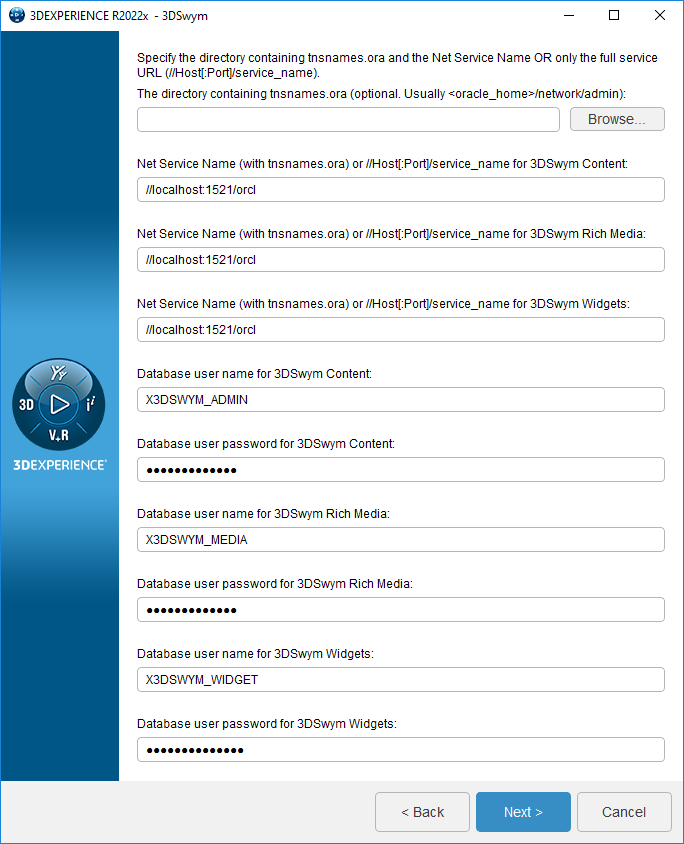 3DEXPERIENCE R2022x - 3DSwym
Specify the directory containing tnsnames.ora and the Net Service Name OR only the full service
URL (//Host[:Port]/service_name).
The directory containing tnsnames.ora (optional. Usually <oracle_home>/network/admin):
Browse...
Net Service Name (with tnsnames.ora) or //Host[:Port]/service_name for 3DSwym Content:
//localhost:1521/orcl
Net Service Name (with tnsnames.ora) or //Host[:Port]/service_name for 3DSwym Rich Media:
//localhost:1521/orcl
Net Service Name (with tnsnames.ora) or //Host[:Port]/service_name for 3DSwym Widgets:
//localhost:1521/orcl
Database user name for 3DSwym Content:
X3DSWYM_ADMIN
Database user password for 3DSwym Content:
●●●●●●●●●●●●●
Database user name for 3DSwym Rich Media:
X3DSWYM_MEDIA
Database user password for 3DSwym Rich Media:
●●●●●●●●●●●●●
Database user name for 3DSwym Widgets:
X3DSWYM_WIDGET
Database user password for 3DSwym Widgets:
●●●●●●●●●●●●●●
3D
V+R
3DEXPERIENCE
< Back
Next >
Cancel